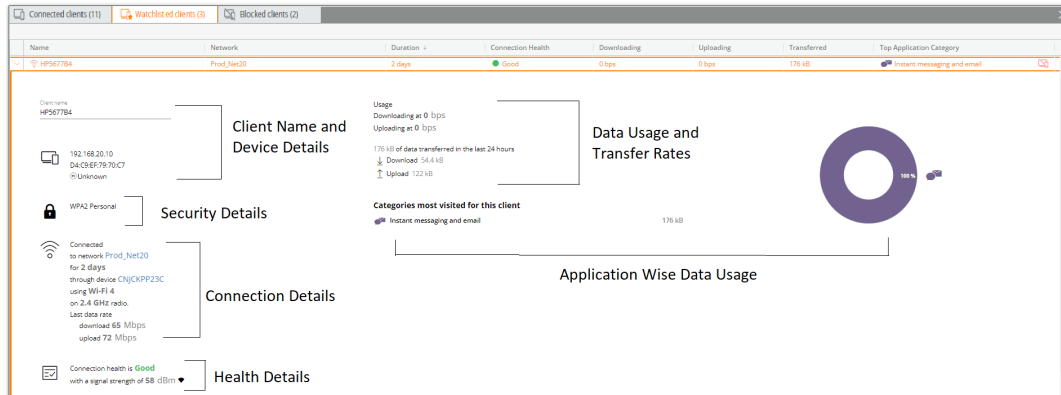 Connected clients (11) Watchlisted clients (3) Blocked clients (2)
Name Network Duration ↓ Connection Health Downloading Uploading Transferred Top Application Category
HP5677B4 Prod_Net20 2 days Good 0 bps 0 bps 176 kB Instant messaging and email
Client name
HP5677B4
Client Name and
Device Details
192.168.20.10
D4:C9:EF:79:70:C7
Unknown
WPA2 Personal
Security Details
Connected
to network Prod_Net20
for 2 days
through device CNJCKPP23C
using Wi-Fi 4
on 2.4 GHz radio.
Last data rate
download 65 Mbps
upload 72 Mbps
Connection Details
Connection health is Good
with a signal strength of 58 dBm
Health Details
Usage
Downloading at 0 bps
Uploading at 0 bps
176 kB of data transferred in the last 24 hours
Download 54.4 kB
Upload 122 kB
Data Usage and
Transfer Rates
Categories most visited for this client
Instant messaging and email 176 kB
100 %
Application Wise Data Usage